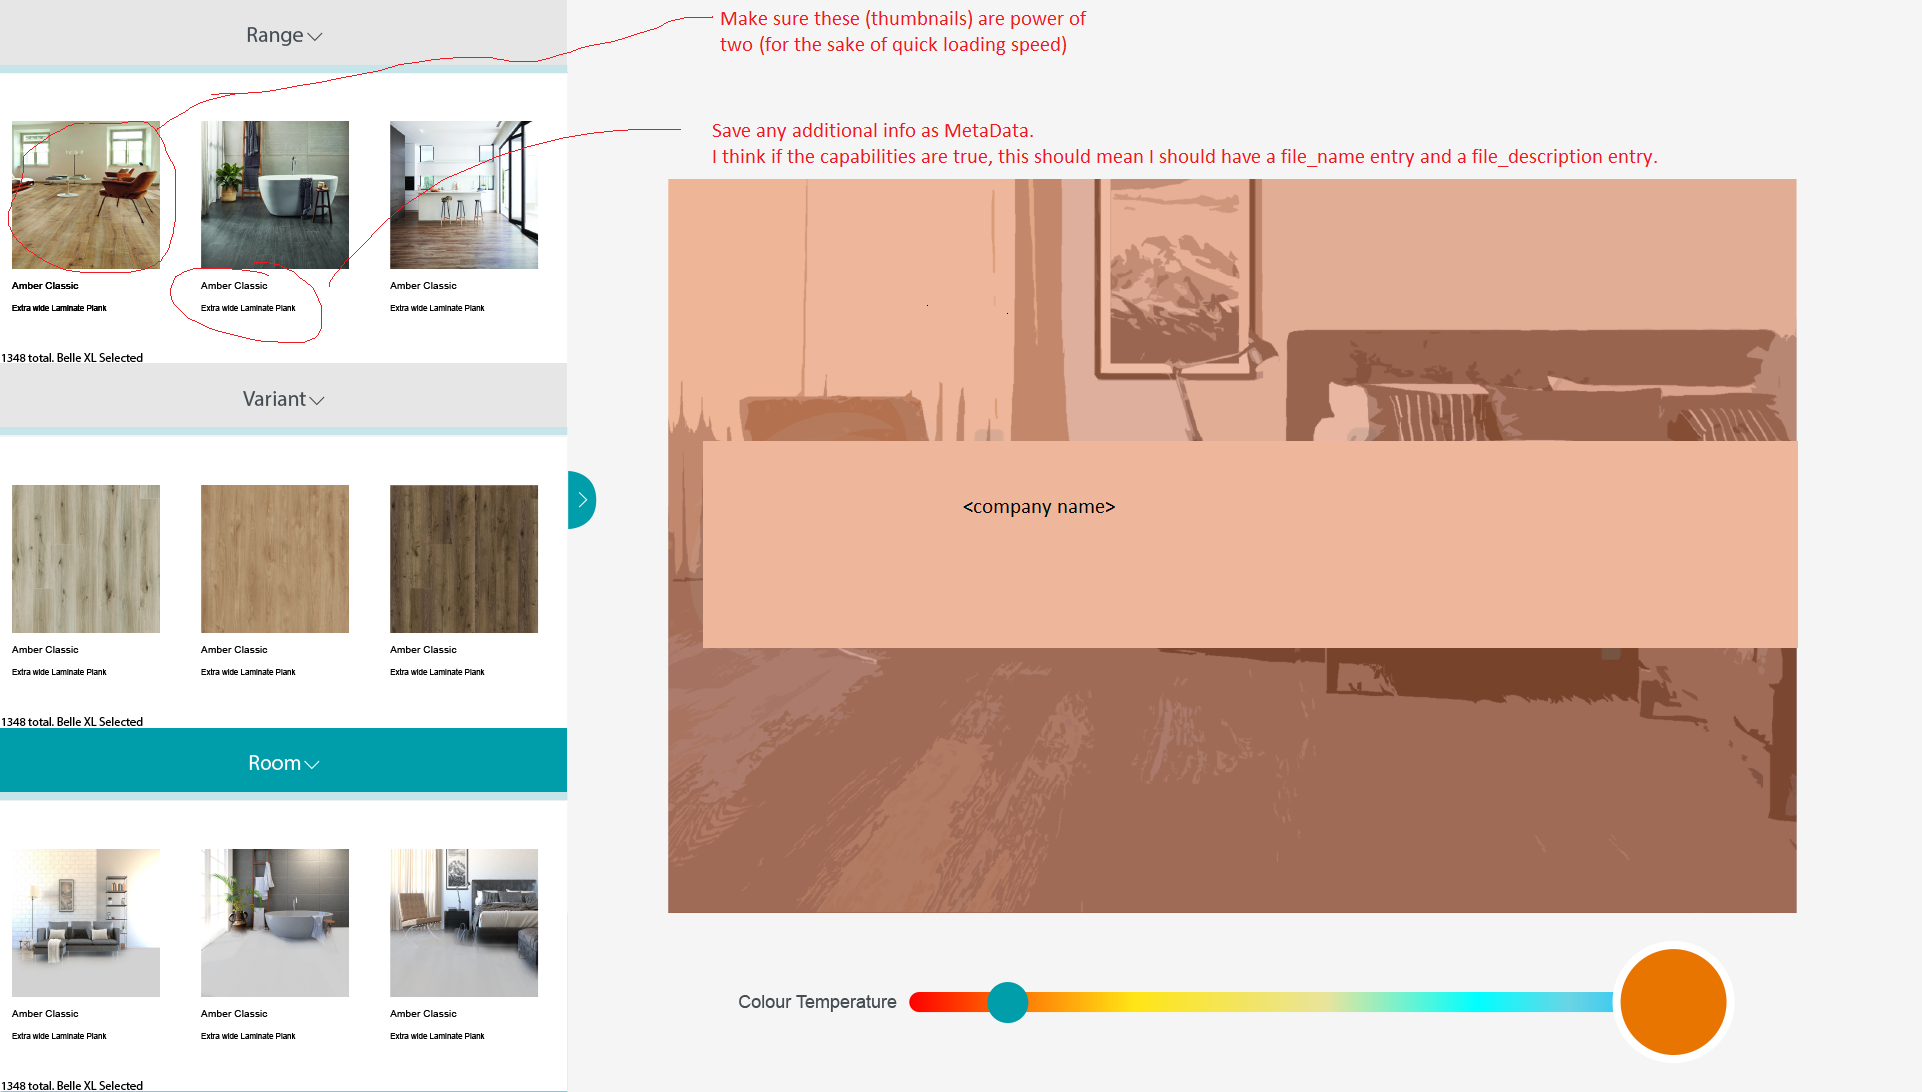 Range
Amber Classic
Extra wide Laminate Plank
Amber Classic
Extra wide Laminate Plank
Amber Classic
Extra wide Laminate Plank
1348 total. Belle XL Selected
Variant
Amber Classic
Extra wide Laminate Plank
Amber Classic
Extra wide Laminate Plank
Amber Classic
Extra wide Laminate Plank
1348 total. Belle XL Selected
Room
Amber Classic
Extra wide Laminate Plank
Amber Classic
Extra wide Laminate Plank
Amber Classic
Extra wide Laminate Plank
1348 total. Belle XL Selected
Make sure these (thumbnails) are power of
two (for the sake of quick loading speed)
Save any additional info as MetaData.
I think if the capabilities are true, this should mean I should have a file_name entry and a file_description entry.
<company name>
Colour Temperature